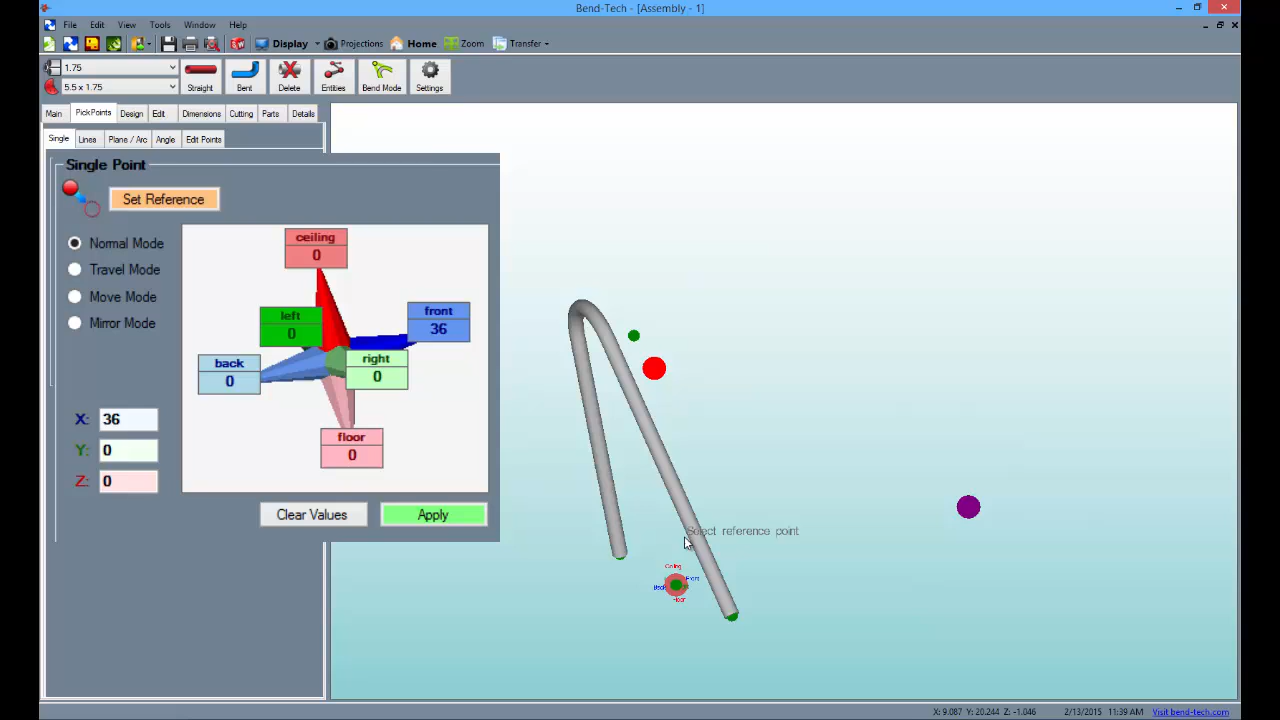 Bend-Tech - [Assembly - 1]
File Edit View Tools Window Help
Display Projections Home Zoom Transfer
1.75
5.5 x 1.75
Straight Bent Delete Entities Bend Mode Settings
Main PickPoints Design Edit Dimensions Cutting Parts Details
Single Lines Plane / Arc Angle Edit Points
Single Point
Set Reference
Normal Mode
Travel Mode
Move Mode
Mirror Mode
ceiling
0
left
0
front
36
back
0
right
0
floor
0
X: 36
Y: 0
Z: 0
Clear Values Apply
Select reference point
Ceiling
Front
Back
Floor
X: 9.087 Y: 20.244 Z: -1.046 2/13/2015 11:39 AM Visit bend-tech.com